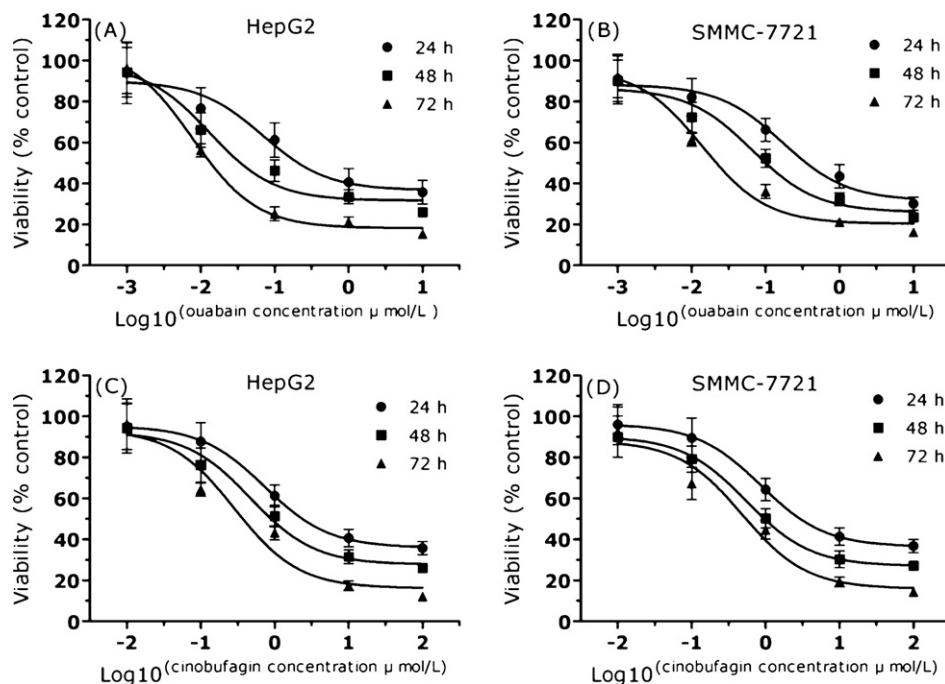 (A)
HepG2
24 h
48 h
72 h
Viability (% control)
120
100
80
60
40
20
0
-3 -2 -1 0 1
Log10(ouabain concentration µ mol/L)
(B)
SMMC-7721
24 h
48 h
72 h
Viability (% control)
120
100
80
60
40
20
0
-3 -2 -1 0 1
Log10(ouabain concentration µ mol/L)
(C)
HepG2
24 h
48 h
72 h
Viability (% control)
120
100
80
60
40
20
0
-2 -1 0 1 2
Log10(cinobufagin concentration µ mol/L)
(D)
SMMC-7721
24 h
48 h
72 h
Viability (% control)
120
100
80
60
40
20
0
-2 -1 0 1 2
Log10(cinobufagin concentration µ mol/L)